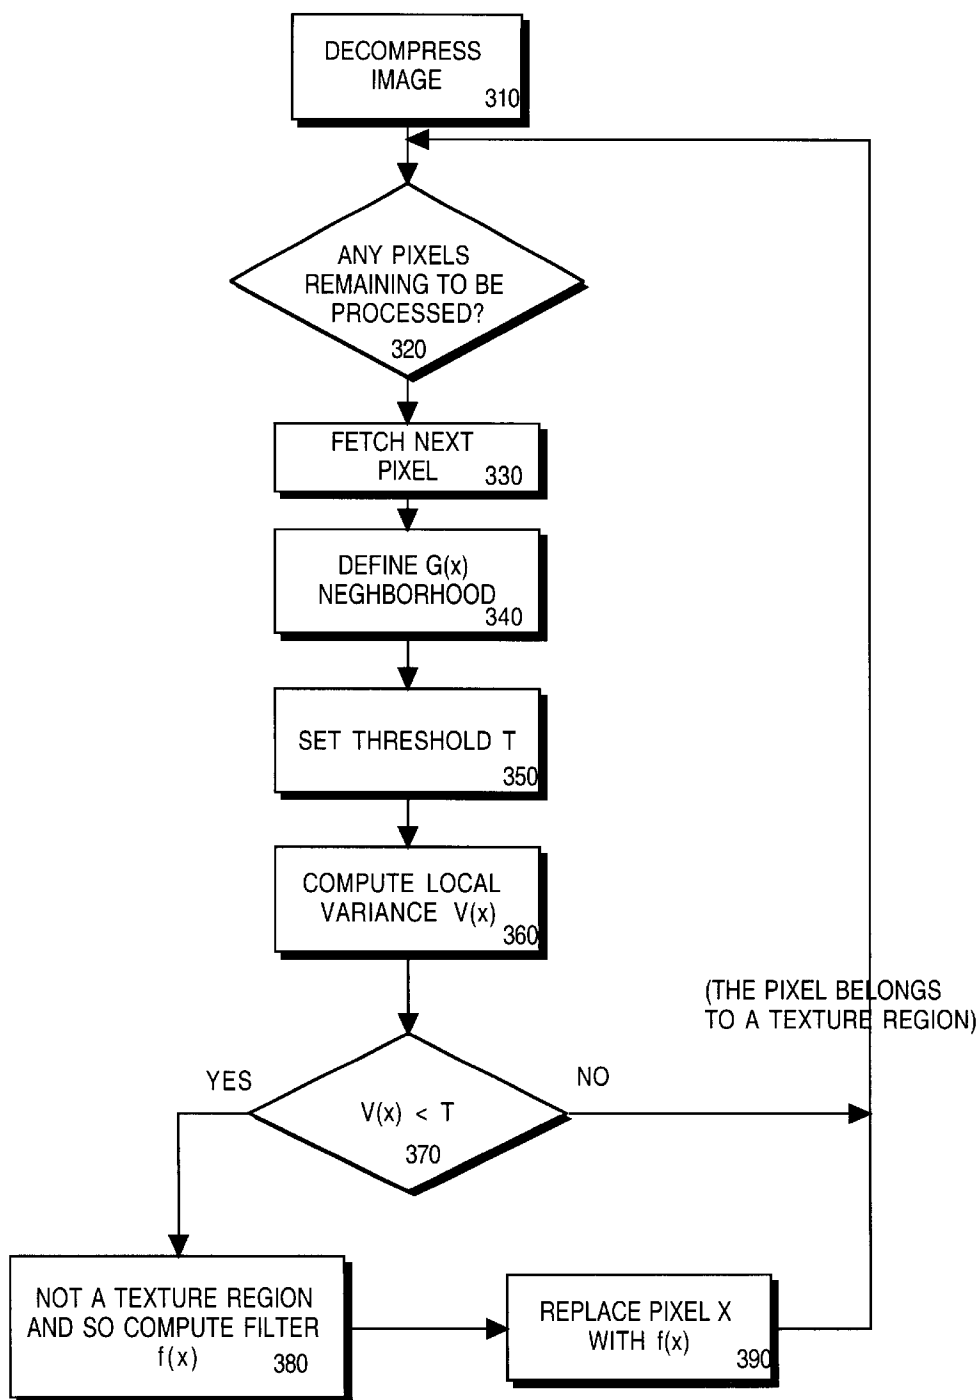 DECOMPRESS
IMAGE
310
ANY PIXELS
REMAINING TO BE
PROCESSED?
320
FETCH NEXT
PIXEL
330
DEFINE G(x)
NEGHBORHOOD
340
SET THRESHOLD T
350
COMPUTE LOCAL
VARIANCE V(x)
360
(THE PIXEL BELONGS
TO A TEXTURE REGION)
YES
NO
V(x) < T
370
NOT A TEXTURE REGION
AND SO COMPUTE FILTER
f(x)
380
REPLACE PIXEL X
WITH f(x)
390